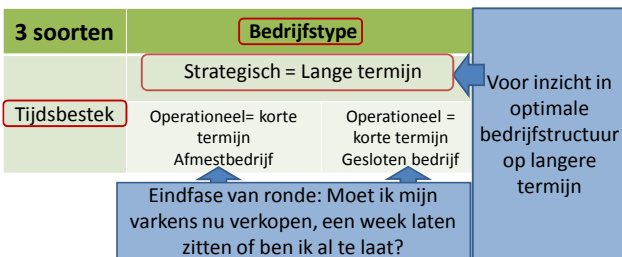 3 soorten
Bedrijfstype
Strategisch = Lange termijn
Tijdsbestek
Operationeel= korte
termijn
Afmestbedrijf
Operationeel =
korte termijn
Gesloten bedrijf
Voor inzicht in
optimale
bedrijfstructuur
op langere
termijn
Eindfase van ronde: Moet ik mijn
varkens nu verkopen, een week laten
zitten of ben ik al te laat?